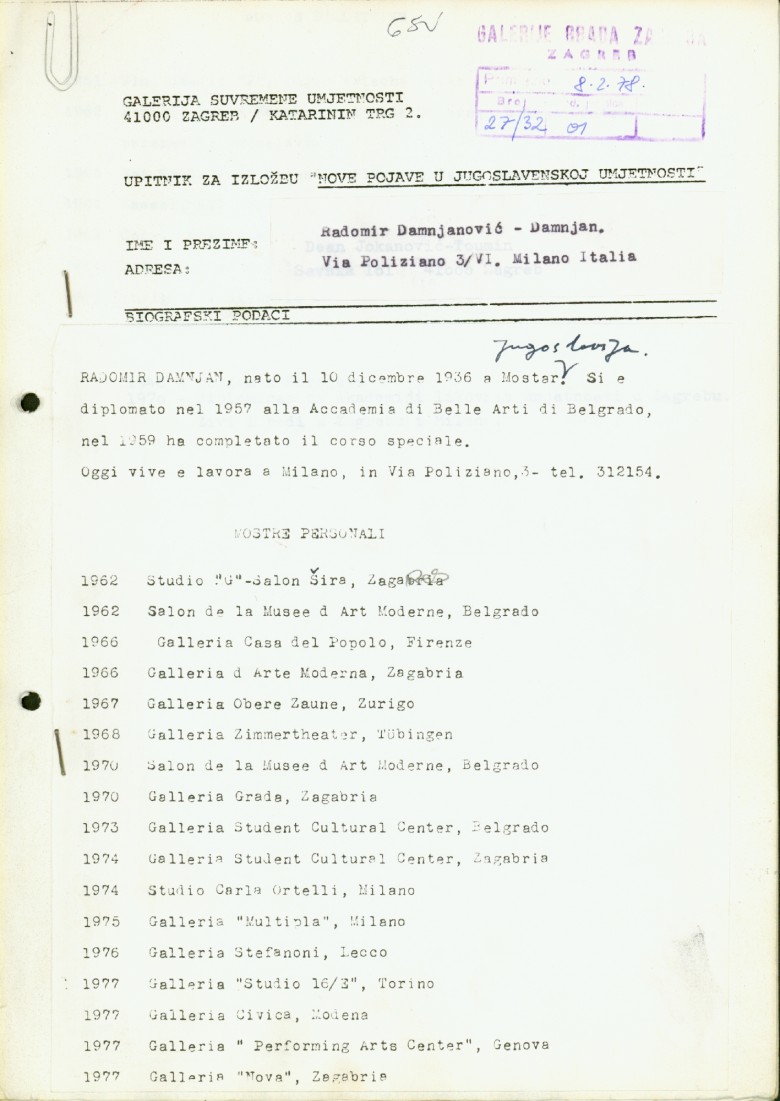 65v
GALERIJE GRADA ZAGREBA
ZAGREB
8.2.78.
Broj
27/32 01
GALERIJA SUVREMENE UMJETNOSTI
41000 ZAGREB / KATARININ TRG 2.
UPITNIK ZA IZLOŽBU "NOVE POJAVE U JUGOSLAVENSKOJ UMJETNOSTI"
IME I PREZIME: Radomir Damnjanović - Damnjan.
ADRESA: Via Poliziano 3/VI. Milano Italia
BIOGRAFSKI PODACI
Jugoslavija.
RADOMIR DAMNJAN, nato il 10 dicembre 1936 a Mostar. Si e
diplomato nel 1957 alla Accademia di Belle Arti di Belgrado,
nel 1959 ha completato il corso speciale.
Oggi vive e lavora a Milano, in Via Poliziano,3- tel. 312154.
MOSTRE PERSONALI
1962 Studio "G"-Salon Šira, Zagabria
1962 Salon de la Musee d Art Moderne, Belgrado
1966 Galleria Casa del Popolo, Firenze
1966 Galleria d Arte Moderna, Zagabria
1967 Galleria Obere Zaune, Zurigo
1968 Galleria Zimmertheater, Tübingen
1970 Salon de la Musee d Art Moderne, Belgrado
1970 Galleria Grada, Zagabria
1973 Galleria Student Cultural Center, Belgrado
1974 Galleria Student Cultural Center, Zagabria
1974 Studio Carla Ortelli, Milano
1975 Galleria "Multipla", Milano
1976 Galleria Stefanoni, Lecco
1977 Galleria "Studio 16/E", Torino
1977 Galleria Civica, Modena
1977 Galleria " Performing Arts Center", Genova
1977 Galleria "Nova", Zagabria